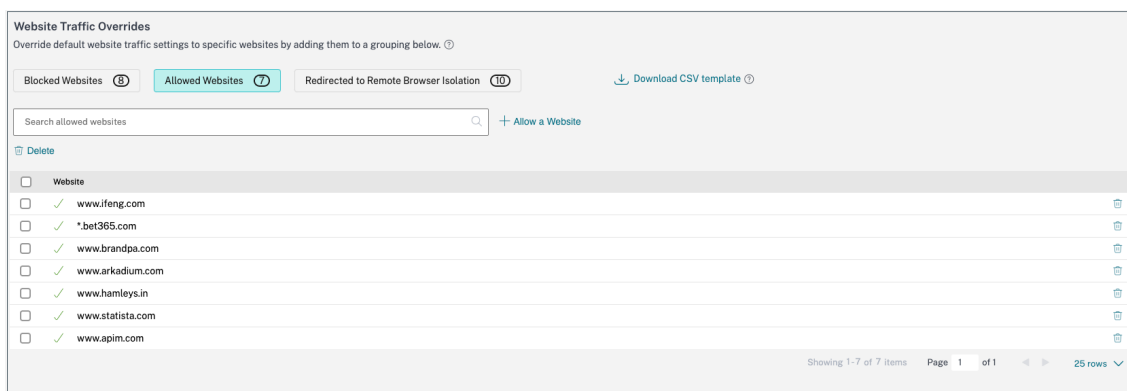 Website Traffic Overrides
Override default website traffic settings to specific websites by adding them to a grouping below.
Blocked Websites 8 Allowed Websites 7 Redirected to Remote Browser Isolation 10 Download CSV template
Search allowed websites Allow a Website
Delete
Website
www.ifeng.com
*.bet365.com
www.brandpa.com
www.arkadium.com
www.hamleys.in
www.statista.com
www.apim.com
Showing 1-7 of 7 items Page 1 of 1 25 rows